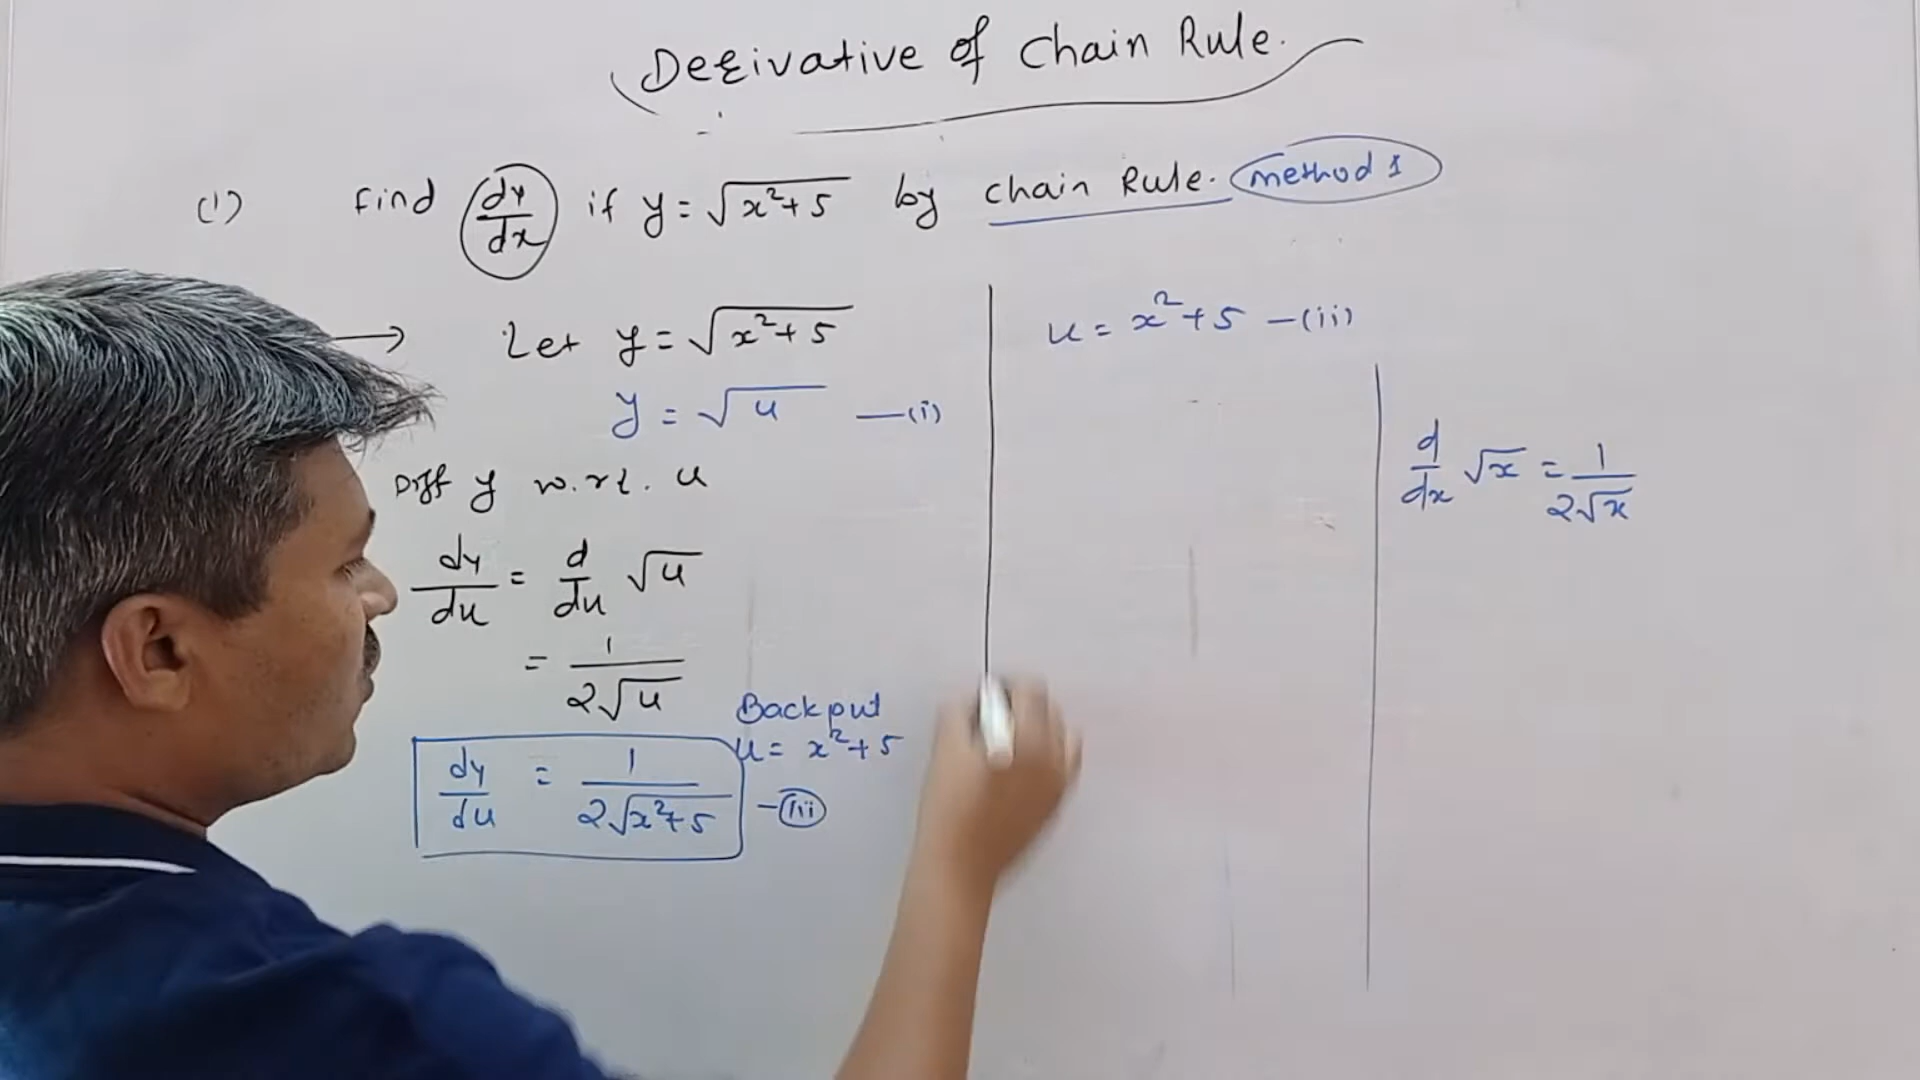 Derivative of Chain Rule.
(1) Find dy/dx if y = √x²+5 by chain Rule. method 1
Let y = √x²+5
y = √u —(i)
Diff y w.r.t. u
dy/du = d/du √u
= 1/2√u
Back put
u = x²+5
dy/du = 1/2√x²+5 —(iii)
u = x²+5 —(ii)
d/dx √x = 1/2√x